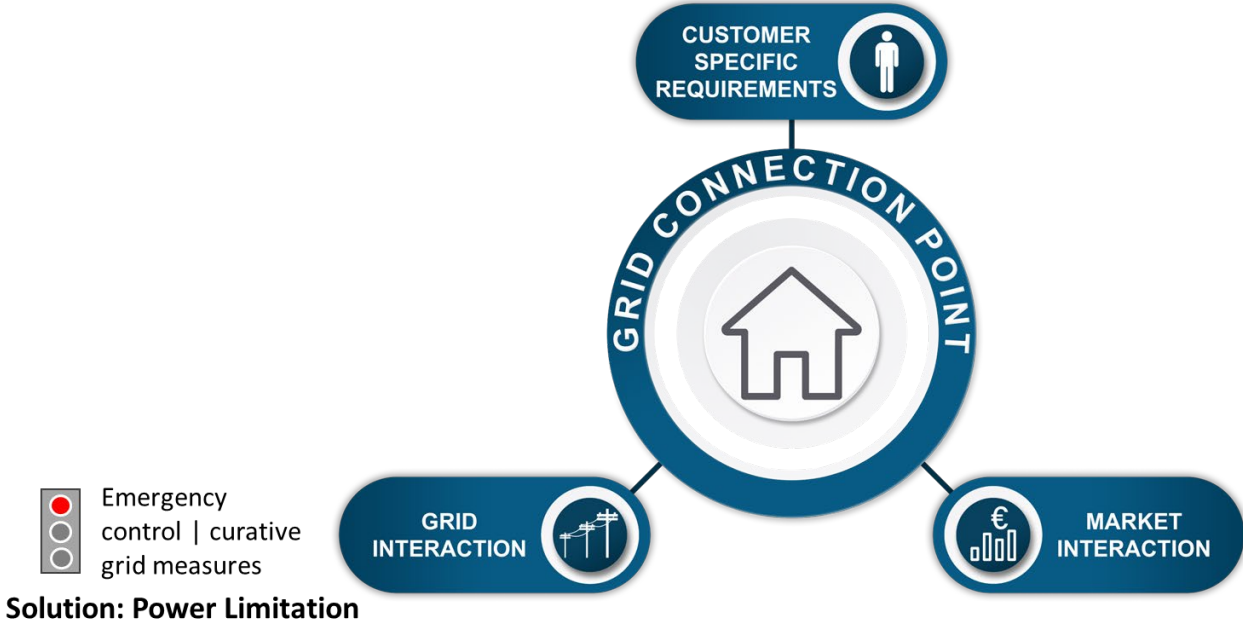 CUSTOMER
SPECIFIC
REQUIREMENTS
GRID CONNECTION POINT
Emergency
control | curative
grid measures
Solution: Power Limitation
GRID
INTERACTION
€
MARKET
INTERACTION